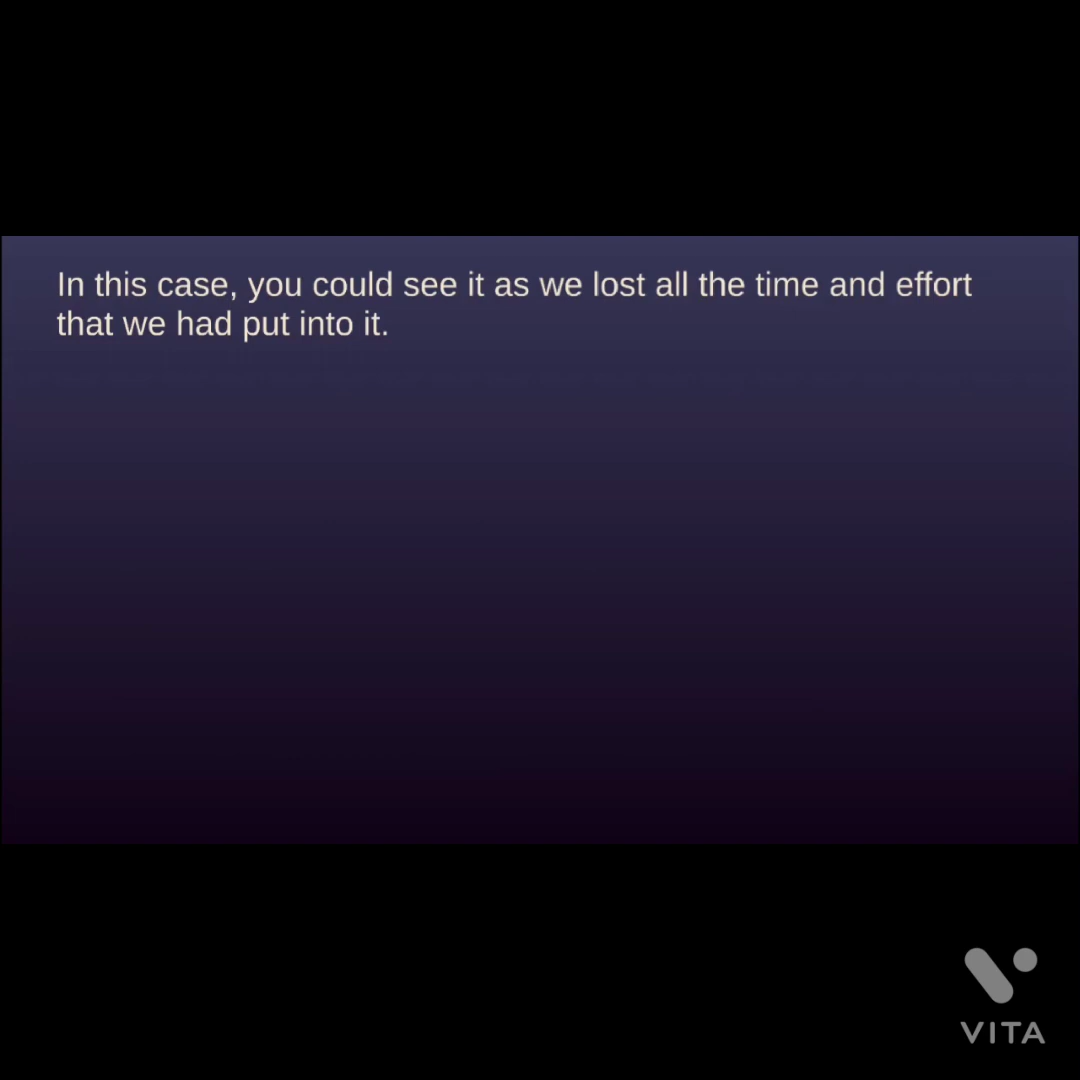 In this case, you could see it as we lost all the time and effort
that we had put into it.
VITA